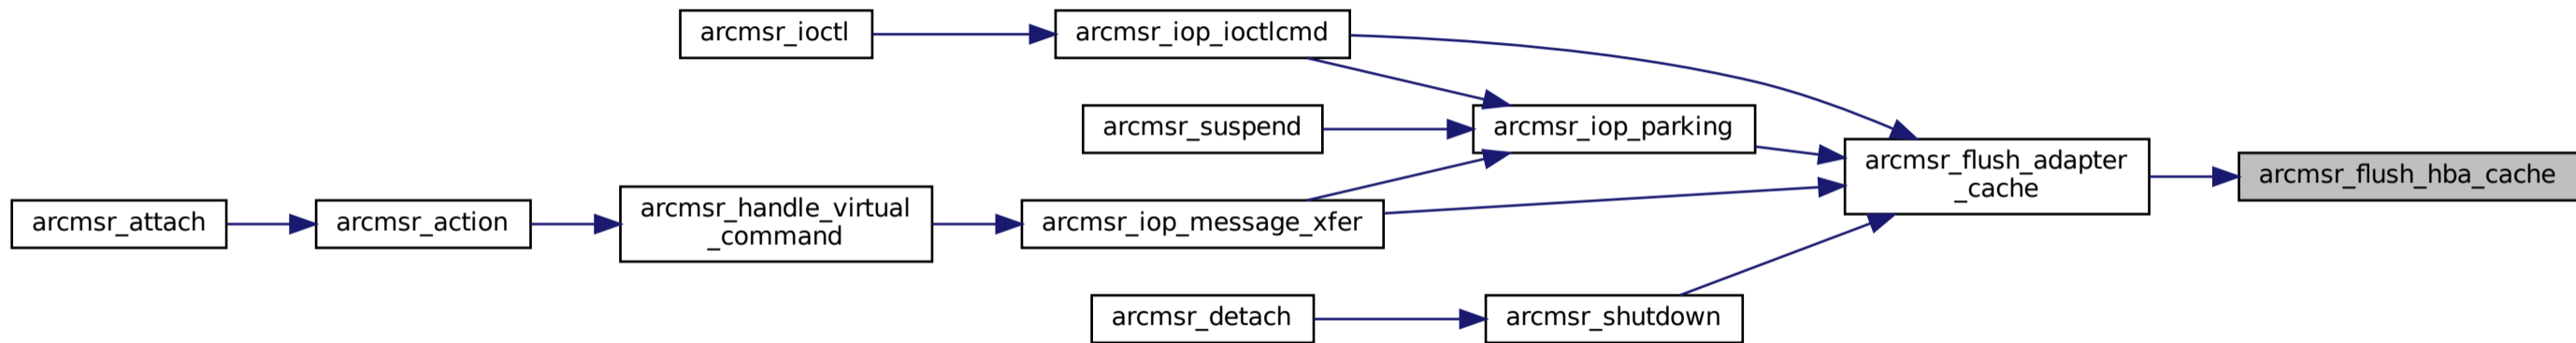 arcmsr_ioctl
arcmsr_iop_ioctlcmd
arcmsr_suspend
arcmsr_iop_parking
arcmsr_flush_adapter
_cache
arcmsr_flush_hba_cache
arcmsr_attach
arcmsr_action
arcmsr_handle_virtual
_command
arcmsr_iop_message_xfer
arcmsr_detach
arcmsr_shutdown